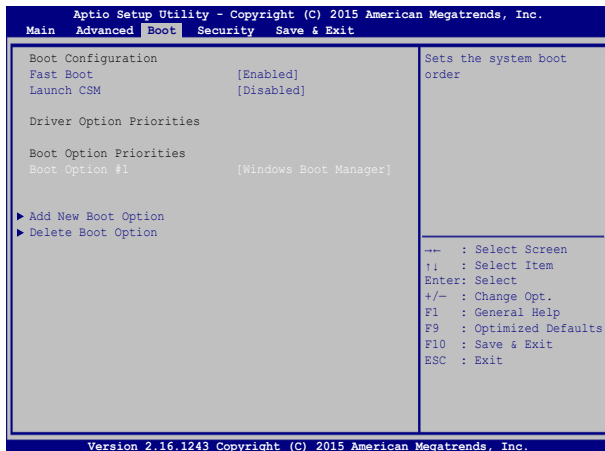 Aptio Setup Utility - Copyright (C) 2015 American Megatrends, Inc.
Main Advanced Boot Security Save & Exit
Boot Configuration
Fast Boot [Enabled]
Launch CSM [Disabled]
Driver Option Priorities
Boot Option Priorities
Boot Option #1 [Windows Boot Manager]
Add New Boot Option
Delete Boot Option
Sets the system boot
order
→← : Select Screen
↑↓ : Select Item
Enter: Select
+/— : Change Opt.
F1 : General Help
F9 : Optimized Defaults
F10 : Save & Exit
ESC : Exit
Version 2.16.1243 Copyright (C) 2015 American Megatrends, Inc.